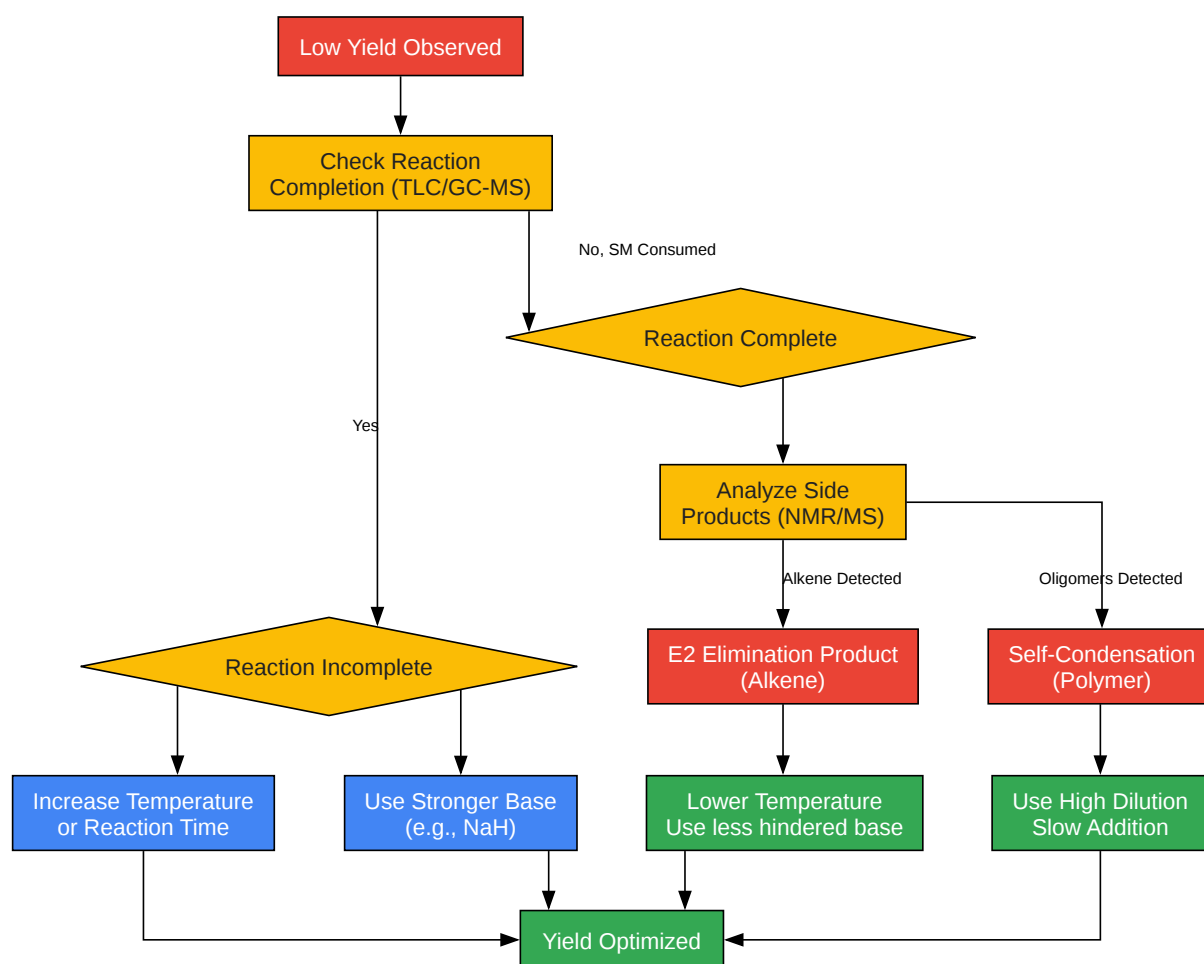 Low Yield Observed
Check Reaction
Completion (TLC/GC-MS)
No, SM Consumed
Reaction Complete
Yes
Analyze Side
Products (NMR/MS)
Alkene Detected
Oligomers Detected
Reaction Incomplete
E2 Elimination Product
(Alkene)
Self-Condensation
(Polymer)
Increase Temperature
or Reaction Time
Use Stronger Base
(e.g., NaH)
Lower Temperature
Use less hindered base
Use High Dilution
Slow Addition
Yield Optimized